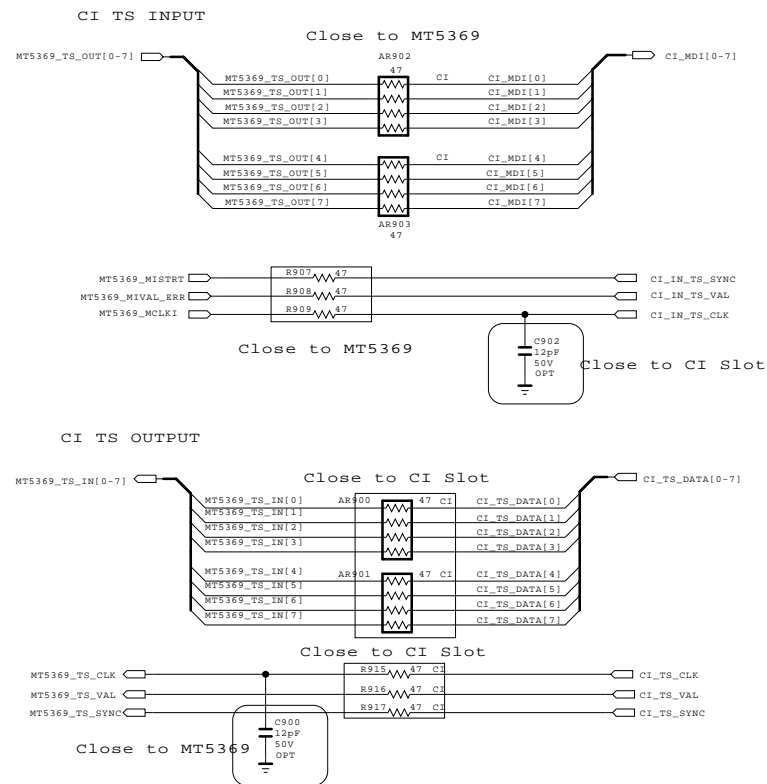 CI TS INPUT
Close to MT5369
MT5369_TS_OUT[0-7]
AR902
47
CI_MDI[0-7]
MT5369_TS_OUT[0] CI CI_MDI[0]
MT5369_TS_OUT[1] CI_MDI[1]
MT5369_TS_OUT[2] CI_MDI[2]
MT5369_TS_OUT[3] CI_MDI[3]
MT5369_TS_OUT[4] CI CI_MDI[4]
MT5369_TS_OUT[5] CI_MDI[5]
MT5369_TS_OUT[6] CI_MDI[6]
MT5369_TS_OUT[7] CI_MDI[7]
AR903
47
MT5369_MISTRT R907 47 CI_IN_TS_SYNC
MT5369_MIVAL_ERR R908 47 CI_IN_TS_VAL
MT5369_MCLKI R909 47 CI_IN_TS_CLK
Close to MT5369
C902
12pF
50V
OPT
Close to CI Slot
CI TS OUTPUT
Close to CI Slot
MT5369_TS_IN[0-7] CI_TS_DATA[0-7]
MT5369_TS_IN[0] AR900 47 CI CI_TS_DATA[0]
MT5369_TS_IN[1] CI_TS_DATA[1]
MT5369_TS_IN[2] CI_TS_DATA[2]
MT5369_TS_IN[3] CI_TS_DATA[3]
MT5369_TS_IN[4] AR901 47 CI CI_TS_DATA[4]
MT5369_TS_IN[5] CI_TS_DATA[5]
MT5369_TS_IN[6] CI_TS_DATA[6]
MT5369_TS_IN[7] CI_TS_DATA[7]
Close to CI Slot
MT5369_TS_CLK R915 47 CI CI_TS_CLK
MT5369_TS_VAL R916 47 CI CI_TS_VAL
MT5369_TS_SYNC R917 47 CI CI_TS_SYNC
C900
12pF
50V
OPT
Close to MT5369